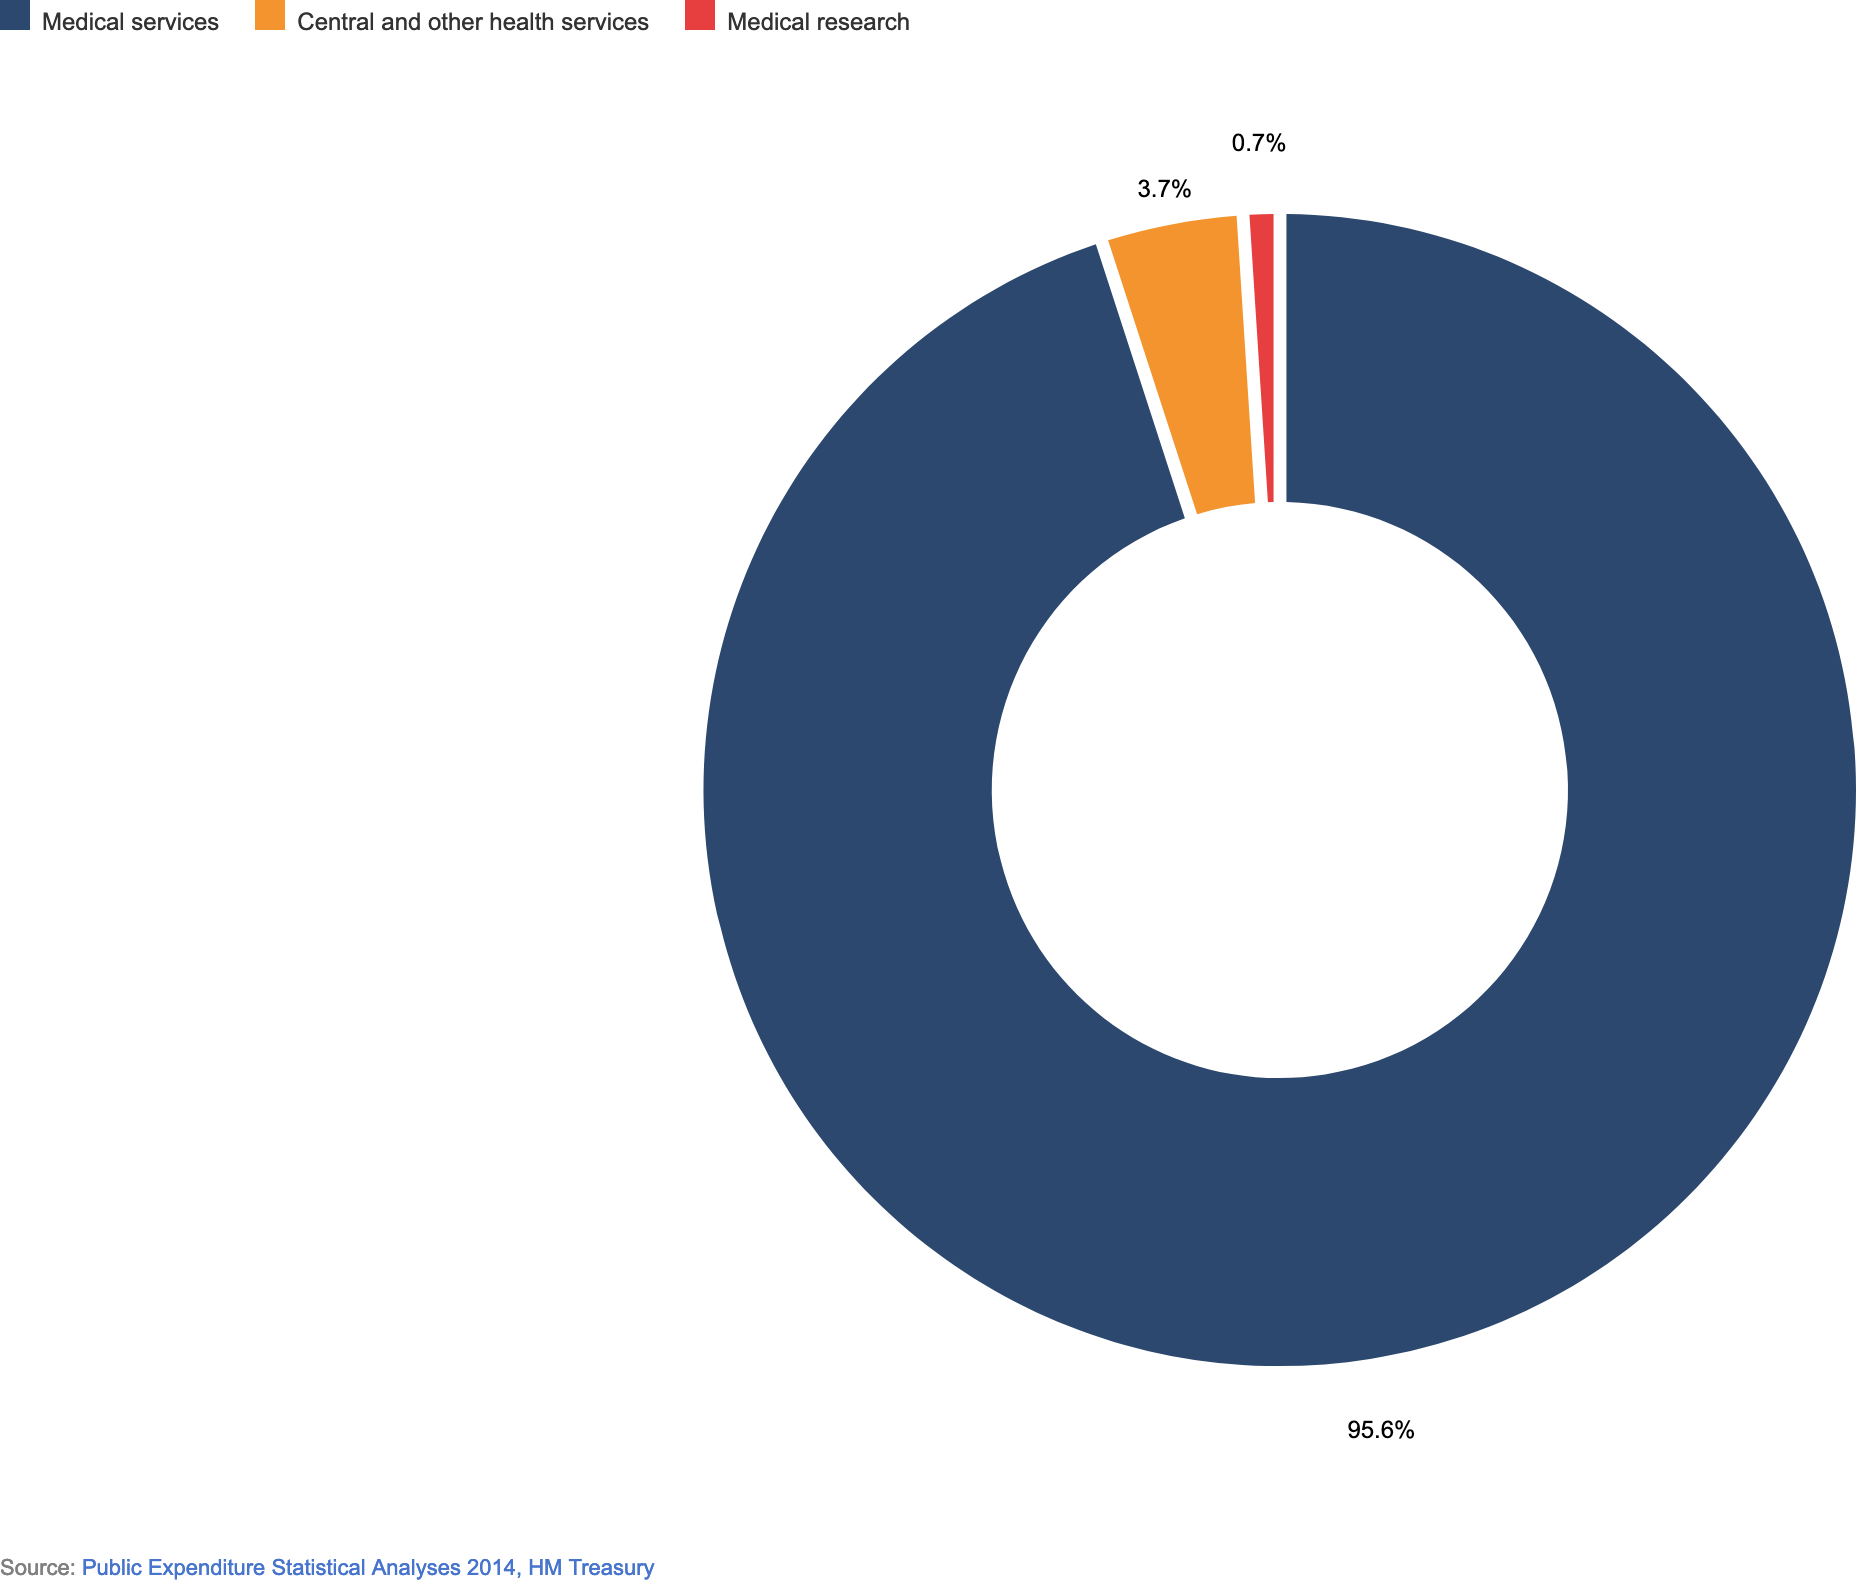 Medical services Central and other health services Medical research
0.7%
3.7%
95.6%
Source: Public Expenditure Statistical Analyses 2014, HM Treasury